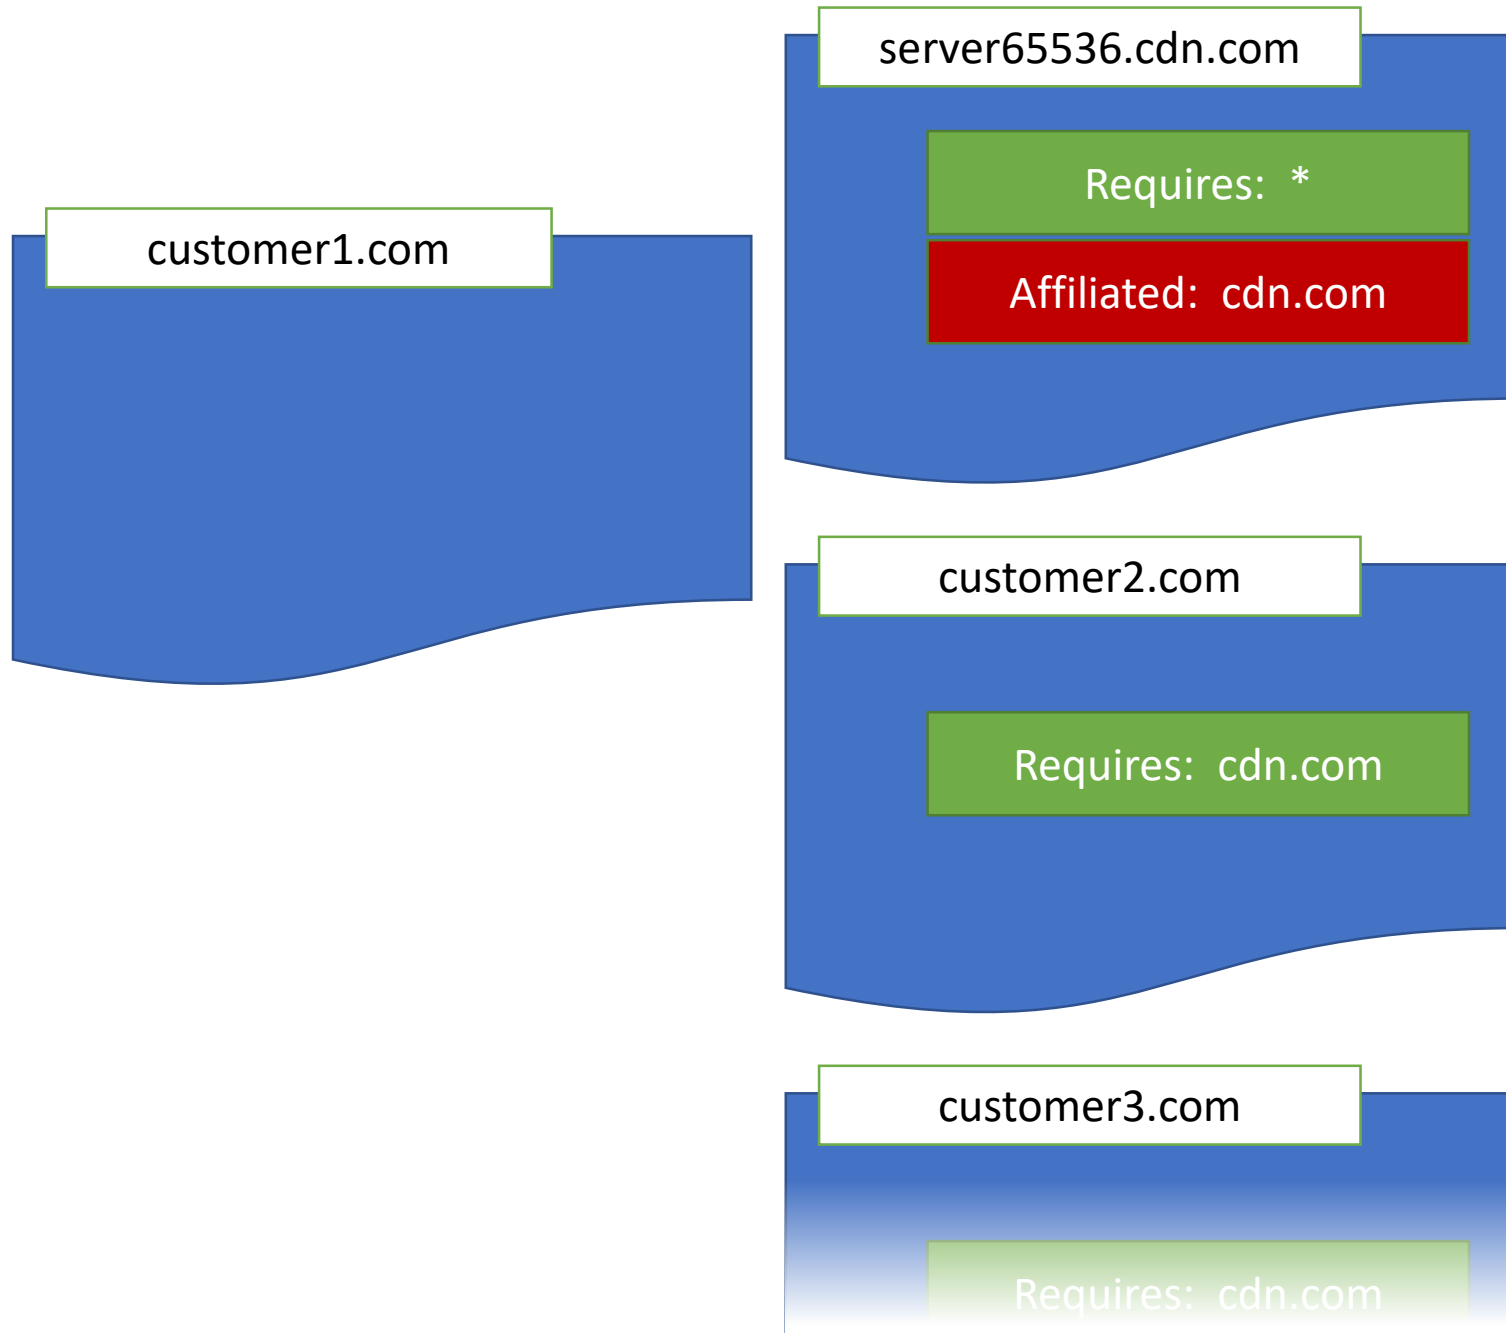 customer1.com
server65536.cdn.com
Requires: *
Affiliated: cdn.com
customer2.com
Requires: cdn.com
customer3.com
Requires: cdn.com